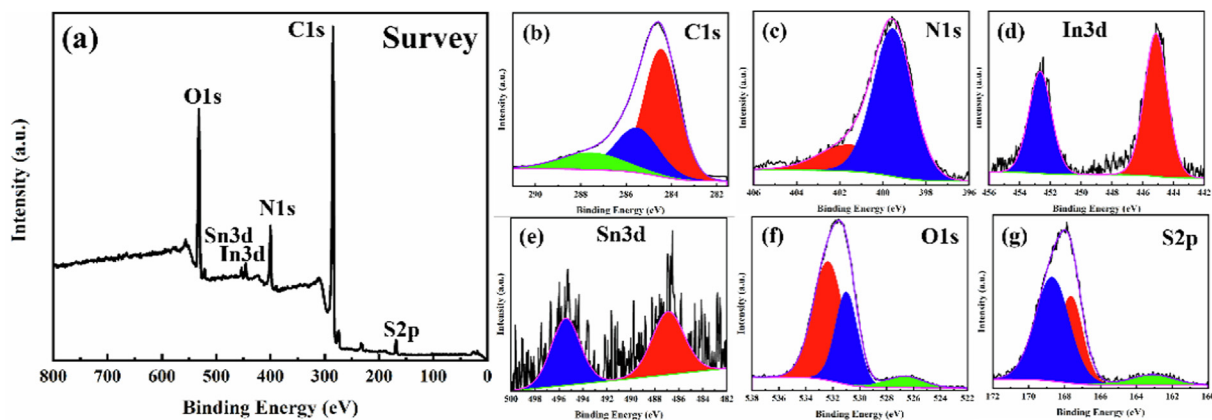 (a)
Survey
C1s
O1s
N1s
Sn3d
In3d
S2p
Intensity (a.u.)
800 700 600 500 400 300 200 100 0
Binding Energy (eV)
(b)
C1s
Intensity (a.u.)
290 288 286 284 282
Binding Energy (eV)
(c)
N1s
Intensity (a.u.)
406 404 402 400 398 396
Binding Energy (eV)
(d)
In3d
Intensity (a.u.)
456 454 452 450 448 446 444 442
Binding Energy (eV)
(e)
Sn3d
Intensity (a.u.)
500 498 496 494 492 490 488 486 484 482
Binding Energy (eV)
(f)
O1s
Intensity (a.u.)
538 536 534 532 530 528 526 524 522
Binding Energy (eV)
(g)
S2p
Intensity (a.u.)
172 170 168 166 164 162 160
Binding Energy (eV)